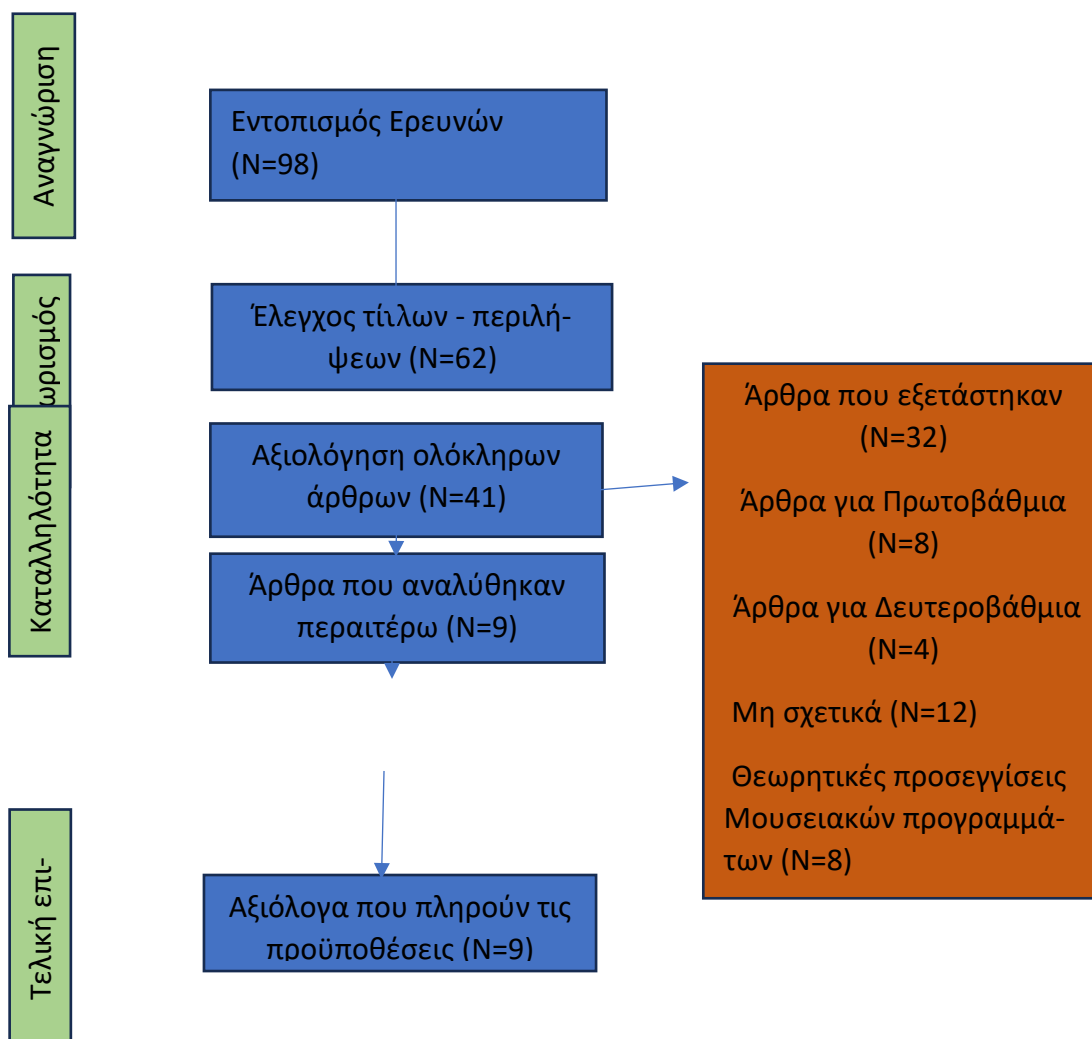 Αναγνώριση
Εντοπισμός Ερευνών
(N=98)
ωρισμός
Έλεγχος τίτλων - περιλή-
ψεων (N=62)
Καταλληλότητα
Αξιολόγηση ολόκληρων
άρθρων (N=41)
Άρθρα που αναλύθηκαν
περαιτέρω (N=9)
Άρθρα που εξετάστηκαν
(N=32)
Άρθρα για Πρωτοβάθμια
(N=8)
Άρθρα για Δευτεροβάθμια
(N=4)
Μη σχετικά (N=12)
Θεωρητικές προσεγγίσεις
Μουσειακών προγραμμά-
των (N=8)
Τελική επι-
Αξιόλογα που πληρούν τις
προϋποθέσεις (N=9)